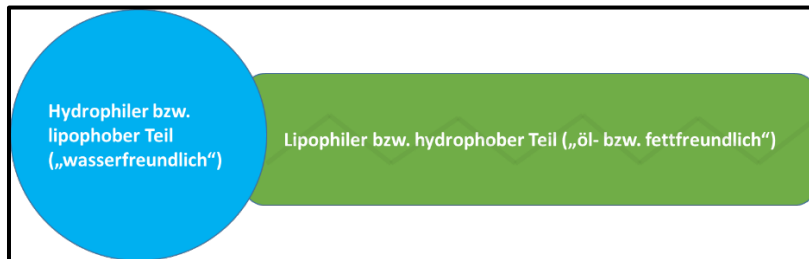 Hydrophiler bzw.
lipophober Teil
(„wasserfreundlich“)
Lipophiler bzw. hydrophober Teil („öl- bzw. fettfreundlich“)